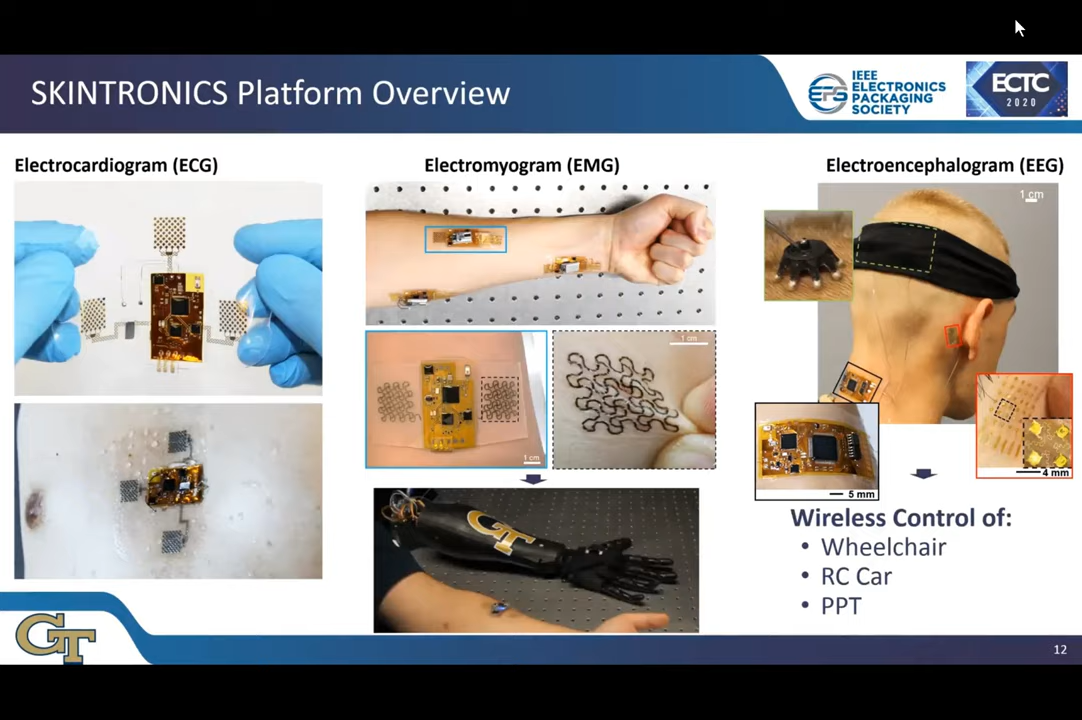 SKINTRONICS Platform Overview
EPS
IEEE
ELECTRONICS
PACKAGING
SOCIETY
ECTC
2020
Electrocardiogram (ECG)
Electromyogram (EMG)
1 cm
1 cm
GT
Electroencephalogram (EEG)
1 cm
5 mm
4 mm
Wireless Control of:
• Wheelchair
• RC Car
• PPT
GT
12